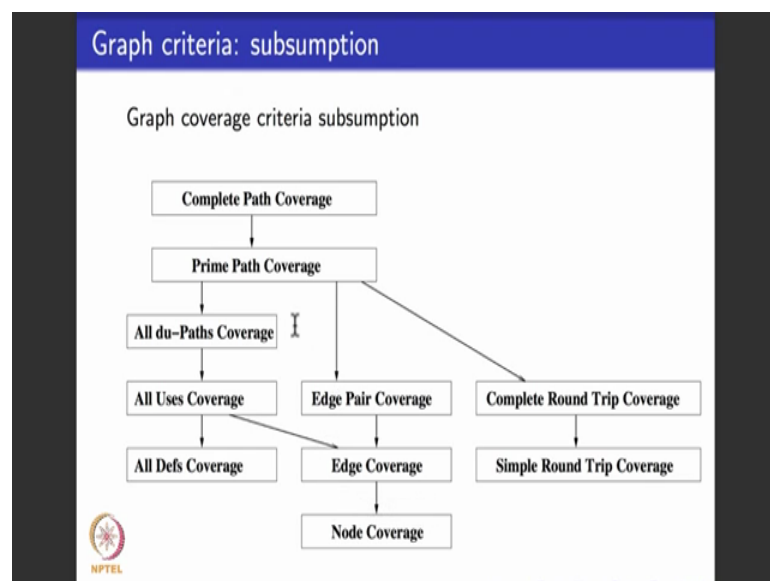 Graph criteria: subsumption
Graph coverage criteria subsumption
Complete Path Coverage
Prime Path Coverage
All du-Paths Coverage
All Uses Coverage
Edge Pair Coverage
Complete Round Trip Coverage
All Defs Coverage
Edge Coverage
Simple Round Trip Coverage
Node Coverage
NPTEL